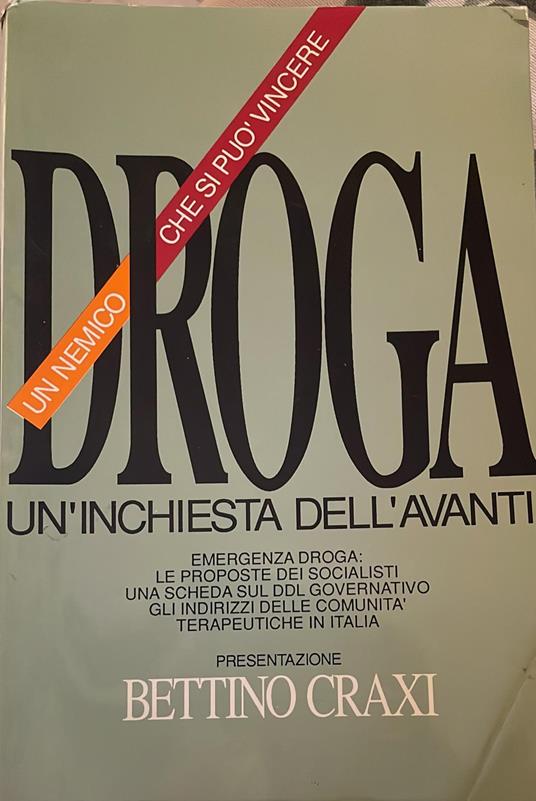 UN NEMICO CHE SI PUO' VINCERE
DROGA
UN'INCHIESTA DELL'AVANTI
EMERGENZA DROGA:
LE PROPOSTE DEI SOCIALISTI
UNA SCHEDA SUL DDL GOVERNATIVO
GLI INDIRIZZI DELLE COMUNITA'
TERAPEUTICHE IN ITALIA
PRESENTAZIONE
BETTINO CRAXI